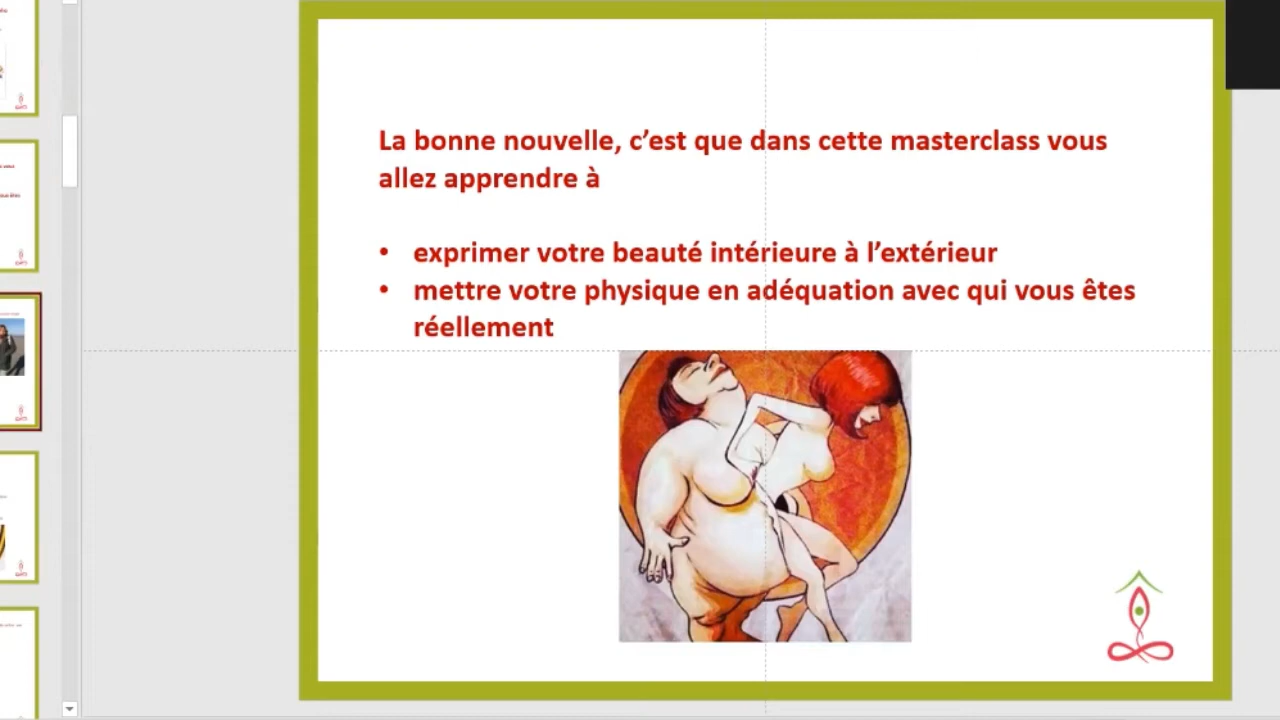 La bonne nouvelle, c’est que dans cette masterclass vous
allez apprendre à
• exprimer votre beauté intérieure à l’extérieur
• mettre votre physique en adéquation avec qui vous êtes
réellement